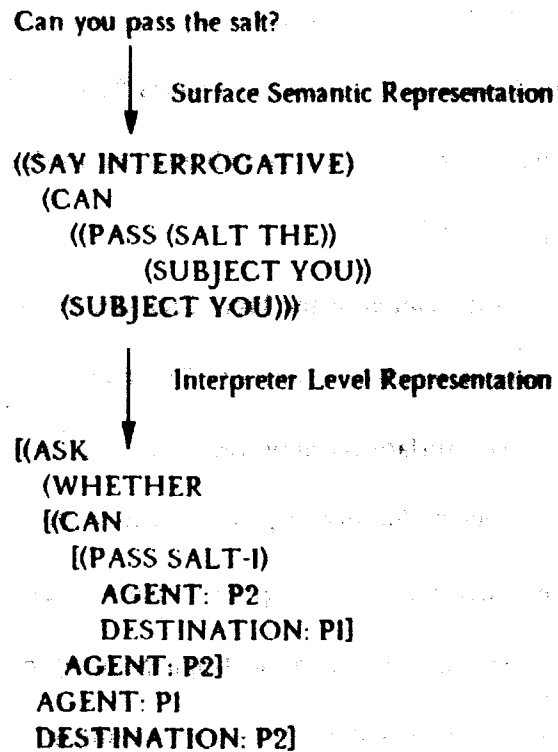 Can you pass the salt?
Surface Semantic Representation
((SAY INTERROGATIVE)
(CAN
((PASS (SALT THE))
(SUBJECT YOU))
(SUBJECT YOU)))
Interpreter Level Representation
[(ASK
(WHETHER
[(CAN
[(PASS SALT-1)
AGENT: P2
DESTINATION: P1]
AGENT: P2]
AGENT: P1
DESTINATION: P2]